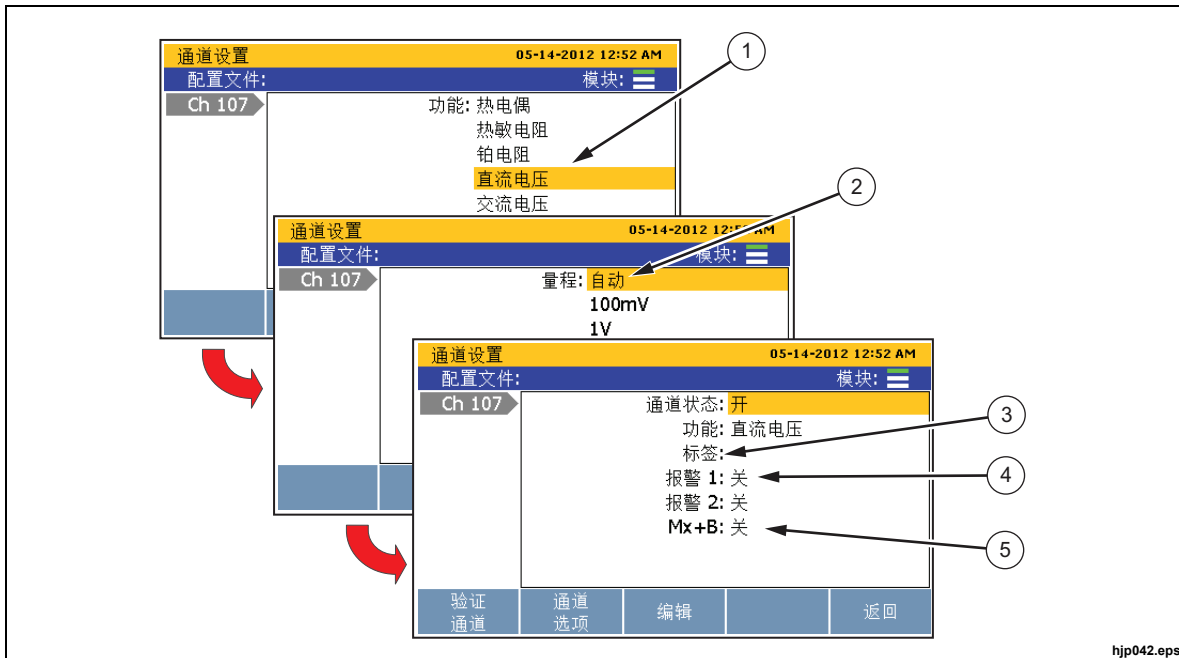 通道设置 05-14-2012 12:52 AM
配置文件: 模块:
Ch 107
功能: 热电偶
热敏电阻
铂电阻
直流电压
交流电压
1
通道设置 05-14-2012 12:5 AM
配置文件: 模块:
Ch 107
量程: 自动
100mV
1V
2
通道设置 05-14-2012 12:52 AM
配置文件: 模块:
Ch 107
通道状态: 开
功能: 直流电压
标签:
报警 1: 关
报警 2: 关
Mx+B: 关
3
4
5
验证通道 通道选项 编辑 返回
hjp042.eps